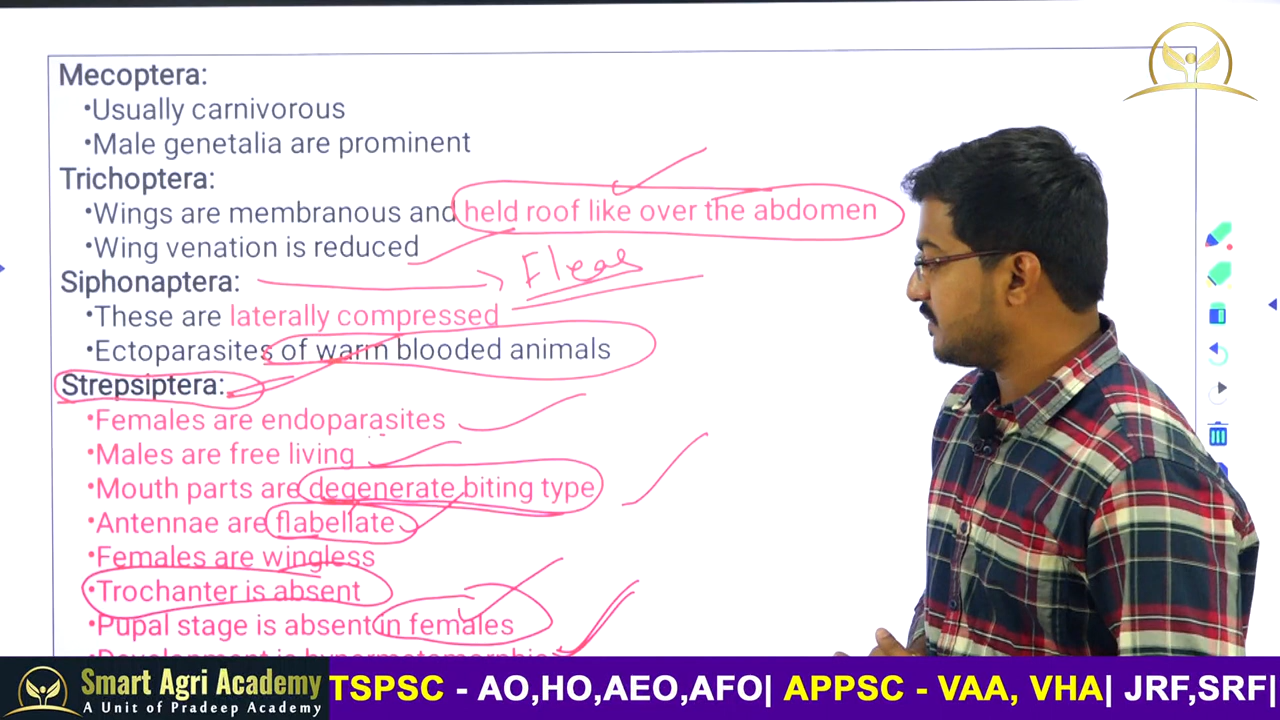 Mecoptera:
•Usually carnivorous
•Male genetalia are prominent
Trichoptera:
•Wings are membranous and held roof like over the abdomen
•Wing venation is reduced
Siphonaptera: Fleas
•These are laterally compressed
•Ectoparasites of warm blooded animals
Strepsiptera:
•Females are endoparasites
•Males are free living
•Mouth parts are degenerate biting type
•Antennae are flabellate
•Females are wingless
•Trochanter is absent
•Pupal stage is absent in females
•Development is hypermetamorphic
Smart Agri Academy
A Unit of Pradeep Academy
TSPSC - AO,HO,AEO,AFO| APPSC - VAA, VHA| JRF,SRF|